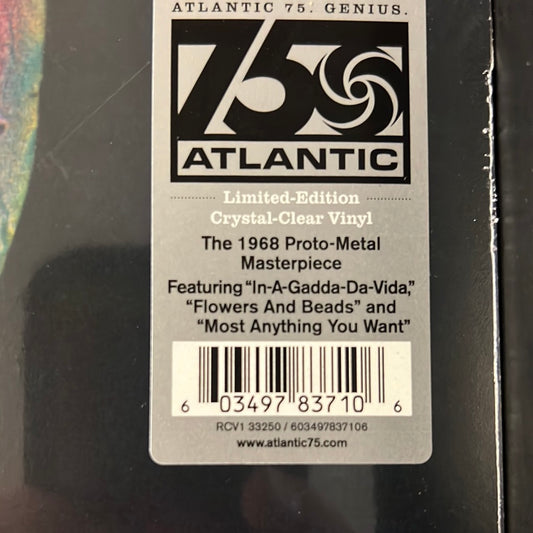 ATLANTIC 75. GENIUS.
75
ATLANTIC
Limited-Edition
Crystal-Clear Vinyl
The 1968 Proto-Metal
Masterpiece
Featuring “In-A-Gadda-Da-Vida,”
“Flowers And Beads” and
“Most Anything You Want”
6 03497 83710 6
RCV1 33250 / 603497837106
www.atlantic75.com